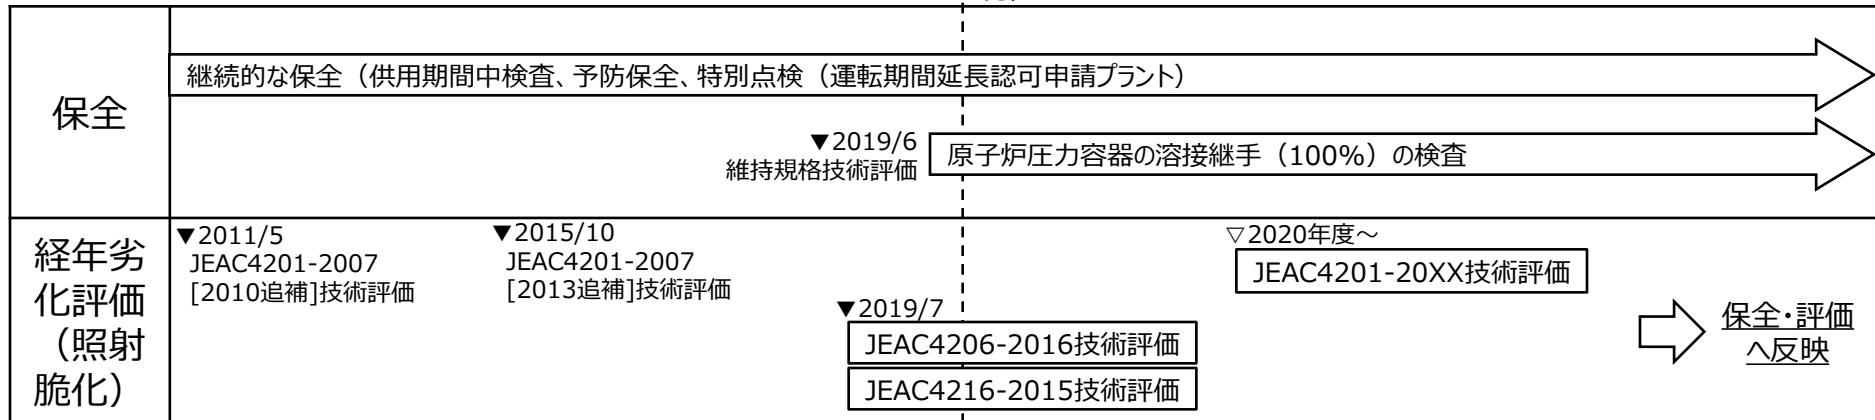 保全
継続的な保全（供用期間中検査、予防保全、特別点検（運転期間延長認可申請プラント）
▼2019/6
維持規格技術評価
原子炉圧力容器の溶接継手（100%）の検査
経年劣
化評価
（照射
脆化）
▼2011/5
JEAC4201-2007
[2010追補]技術評価
▼2015/10
JEAC4201-2007
[2013追補]技術評価
▼2019/7
JEAC4206-2016技術評価
JEAC4216-2015技術評価
▽2020年度～
JEAC4201-20XX技術評価
保全・評価
へ反映